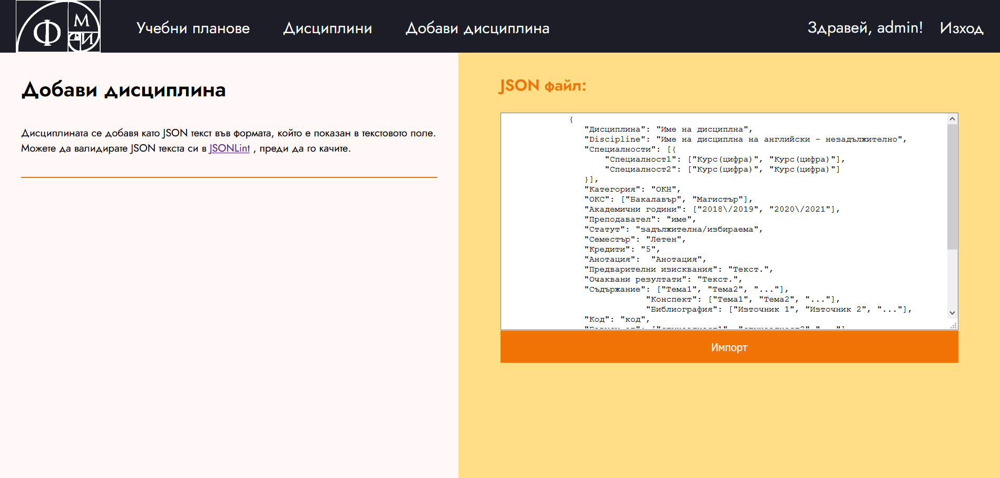 Ф М И
Учебни планове Дисциплини Добави дисциплина Здравей, admin! Изход
Добави дисциплина
Дисциплината се добавя като JSON текст във формата, който е показан в текстовото поле.
Можете да валидирате JSON текста си в JSONLint , преди да го качите.
JSON файл:
{
"Дисциплина": "Име на дисциплна",
"Discipline": "Име на дисциплна на английски - незадължително",
"Специалности": [{
"Специалност1": ["Курс(цифра)", "Курс(цифра)"],
"Специалност2": ["Курс(цифра)", "Курс(цифра)"]
}],
"Категория": "ОКН",
"ОКС": ["Бакалавър", "Магистър"],
"Академични години": ["2018\/2019", "2020\/2021"],
"Преподавател": "име",
"Статут": "задължителна/избираема",
"Семестър": "Летен",
"Кредити": "5",
"Анотация":  "Анотация",
"Предварителни изисквания": "Текст.",
"Очаквани резултати": "Текст.",
"Съдържание": ["Тема1", "Тема2", "..."],
"Конспект": ["Тема1", "Тема2", "..."],
"Библиография": ["Източник 1", "Източник 2", "..."],
"Код": "код",
Импорт